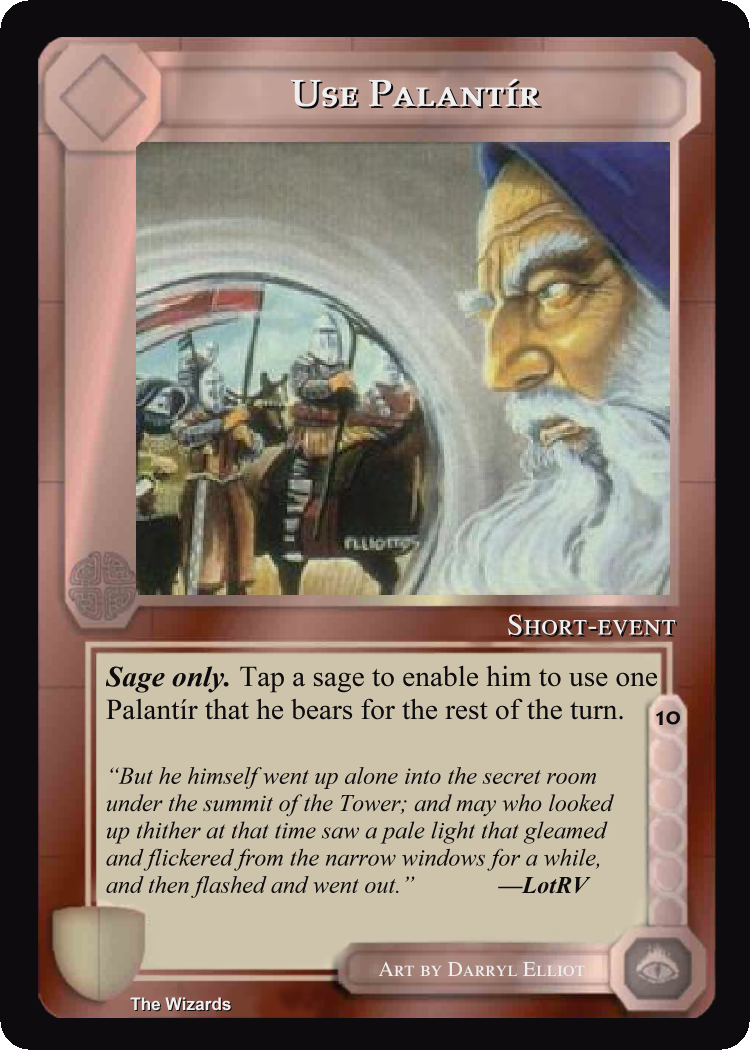 Use Palantír
ELLIOTT95
Short-event
Sage only. Tap a sage to enable him to use one
Palantír that he bears for the rest of the turn.
10
“But he himself went up alone into the secret room
under the summit of the Tower; and may who looked
up thither at that time saw a pale light that gleamed
and flickered from the narrow windows for a while,
and then flashed and went out.” —LotRV
Art by Darryl Elliot
The Wizards